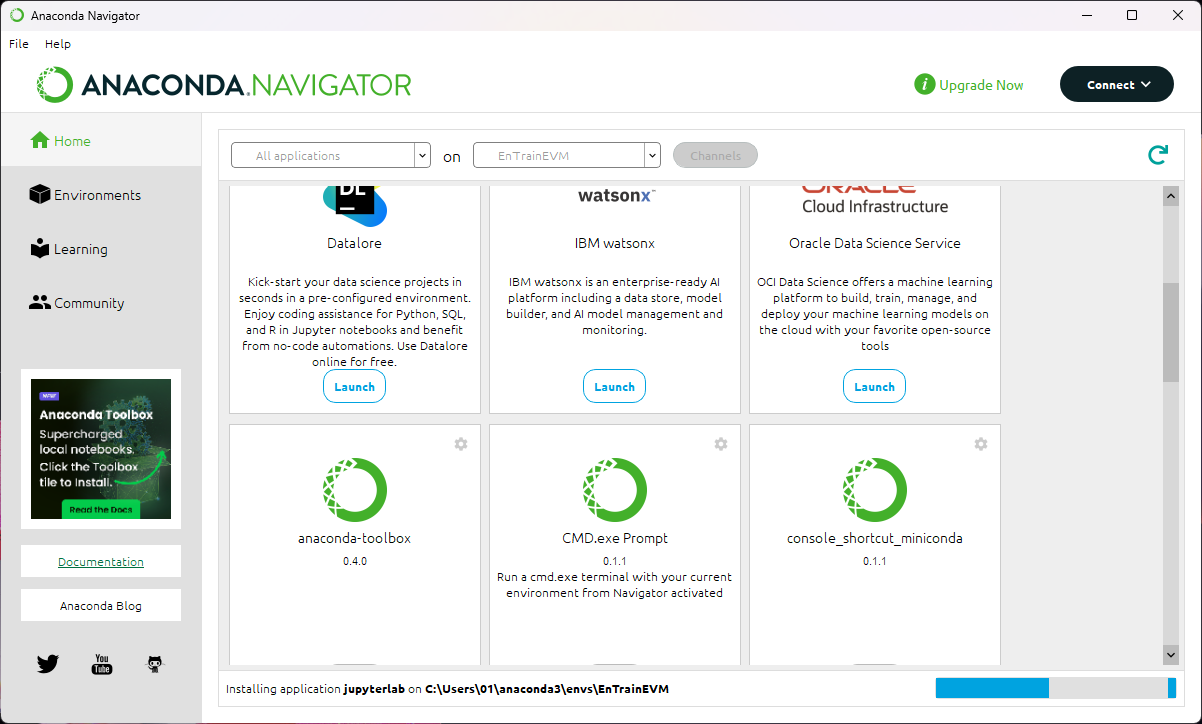 Anaconda Navigator
File Help
ANACONDA.NAVIGATOR
i Upgrade Now
Connect
Home
Environments
Learning
Community
NEW
Anaconda Toolbox
Supercharged
local notebooks.
Click the Toolbox
tile to Install.
Read the Docs
Documentation
Anaconda Blog
You
Tube
All applications on EnTrainEVM Channels
DL
Datalore
Kick-start your data science projects in
seconds in a pre-configured environment.
Enjoy coding assistance for Python, SQL,
and R in Jupyter notebooks and benefit
from no-code automations. Use Datalore
online for free.
Launch
watsonx™
IBM watsonx
IBM watsonx is an enterprise-ready AI
platform including a data store, model
builder, and AI model management and
monitoring.
Launch
ORACLE
Cloud Infrastructure
Oracle Data Science Service
OCI Data Science offers a machine learning
platform to build, train, manage, and
deploy your machine learning models on
the cloud with your favorite open-source
tools
Launch
anaconda-toolbox
0.4.0
CMD.exe Prompt
0.1.1
Run a cmd.exe terminal with your current
environment from Navigator activated
console_shortcut_miniconda
0.1.1
Installing application jupyterlab on C:\Users\01\anaconda3\envs\EnTrainEVM